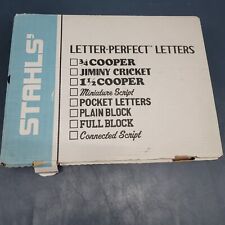 STAHLS'
LETTER-PERFECT™ LETTERS
¾ COOPER
JIMINY CRICKET
1½ COOPER
Miniature Script
POCKET LETTERS
PLAIN BLOCK
FULL BLOCK
Connected Script